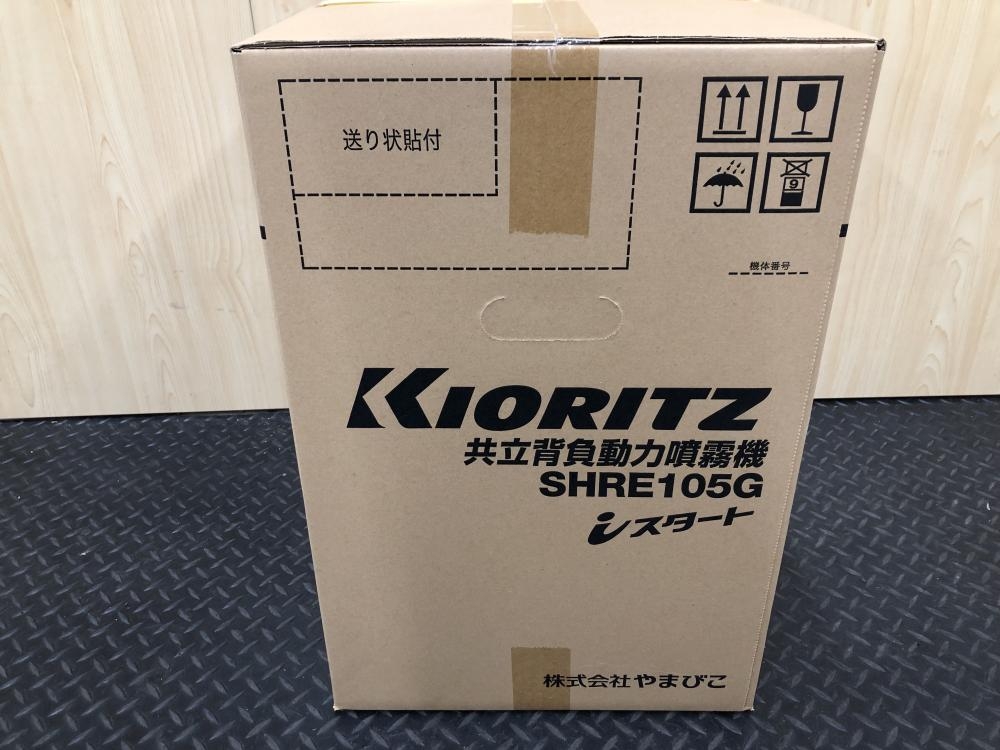 送り状貼付
9
機体番号
KIORITZ
共立背負動力噴霧機
SHRE105G
iスタート
株式会社やまびこ